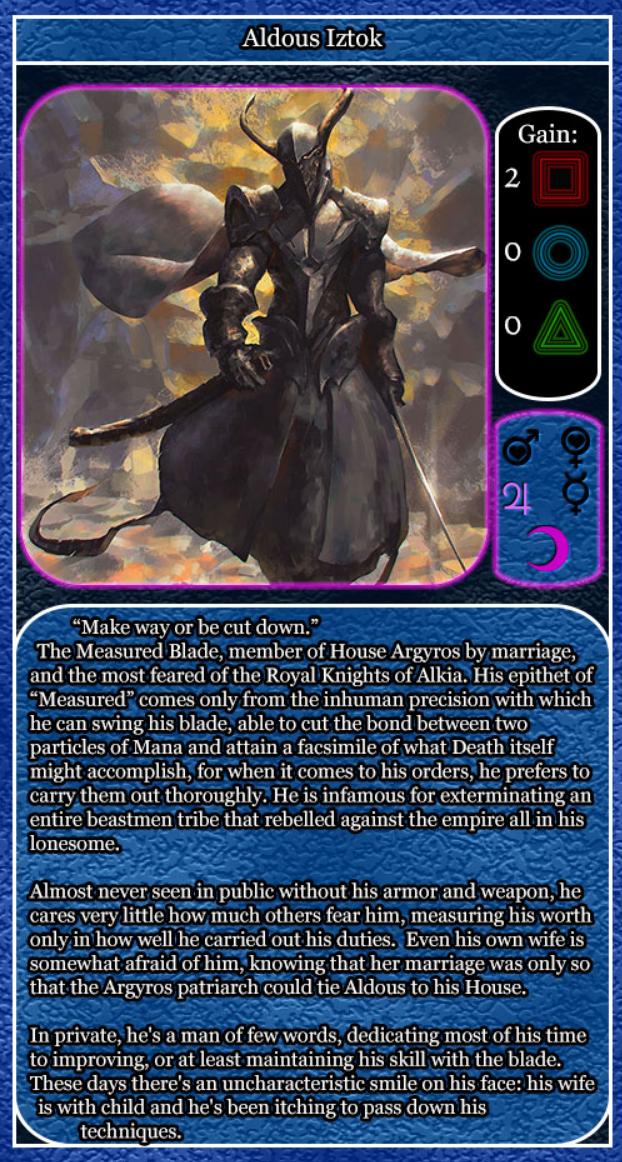 Aldous Iztok
Gain:
2
0
0
“Make way or be cut down.”
The Measured Blade, member of House Argyros by marriage,
and the most feared of the Royal Knights of Alkia. His epithet of
“Measured” comes only from the inhuman precision with which
he can swing his blade, able to cut the bond between two
particles of Mana and attain a facsimile of what Death itself
might accomplish, for when it comes to his orders, he prefers to
carry them out thoroughly. He is infamous for exterminating an
entire beastmen tribe that rebelled against the empire all in his
lonesome.
Almost never seen in public without his armor and weapon, he
cares very little how much others fear him, measuring his worth
only in how well he carried out his duties.  Even his own wife is
somewhat afraid of him, knowing that her marriage was only so
that the Argyros patriarch could tie Aldous to his House.
In private, he's a man of few words, dedicating most of his time
to improving, or at least maintaining his skill with the blade.
These days there's an uncharacteristic smile on his face: his wife
is with child and he's been itching to pass down his
techniques.